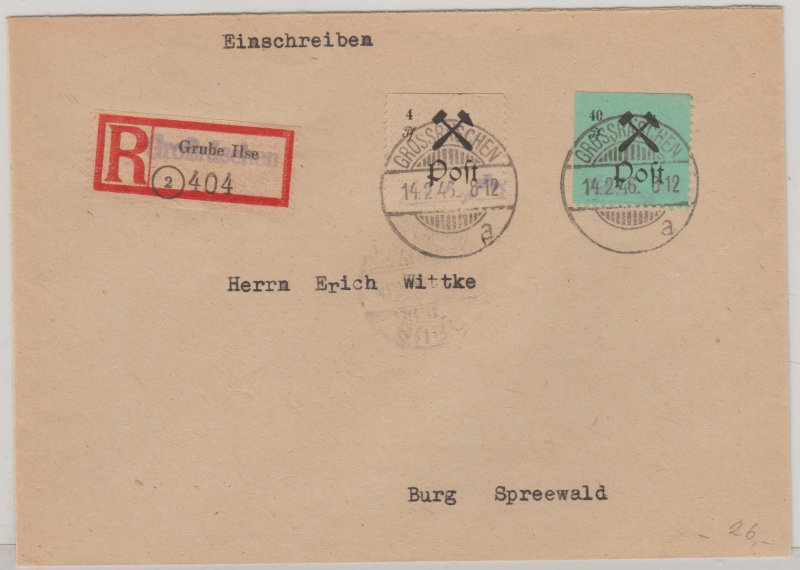 Einschreiben
R
Großräschen
Grube Ilse
2 404
4
Post
GROSSRÄSCHEN
14.2.46. 8-12
a
40
Post
GROSSRÄSCHEN
14.2.46. 8-12
a
Herrn Erich Wittke
Burg Spreewald
26,-